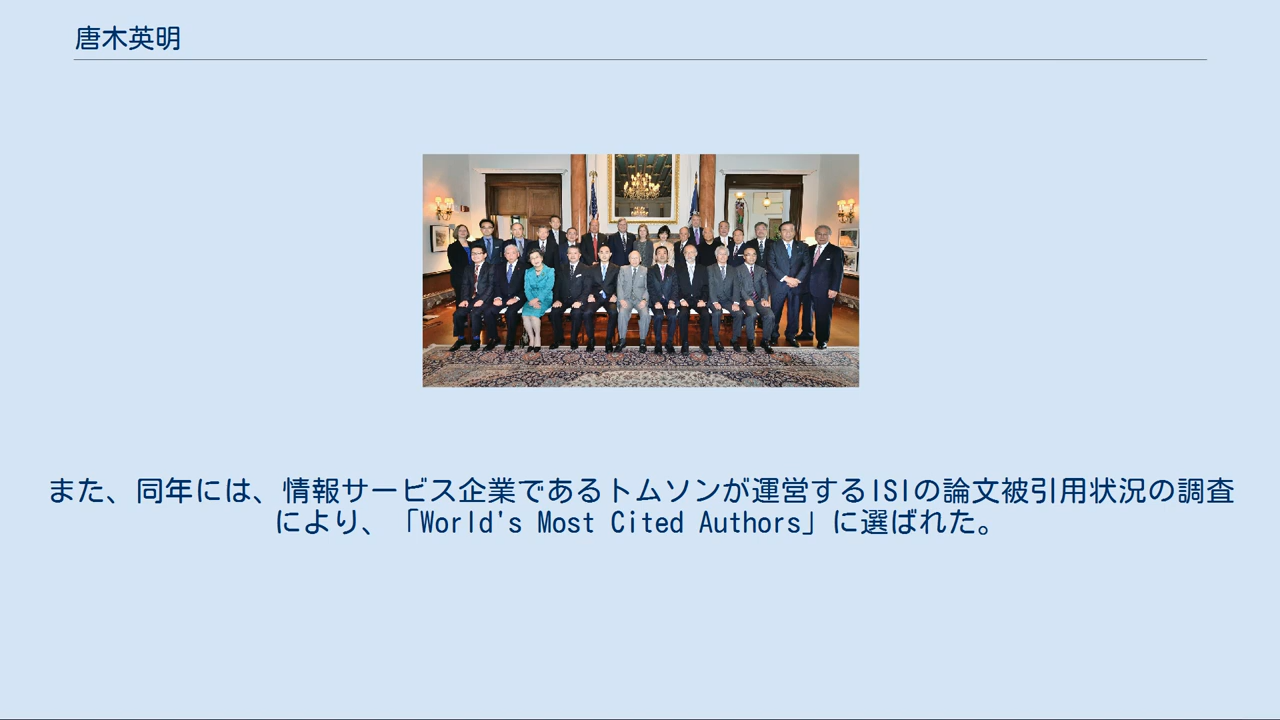 唐木英明
また、同年には、情報サービス企業であるトムソンが運営するISIの論文被引用状況の調査
により、「World's Most Cited Authors」に選ばれた。